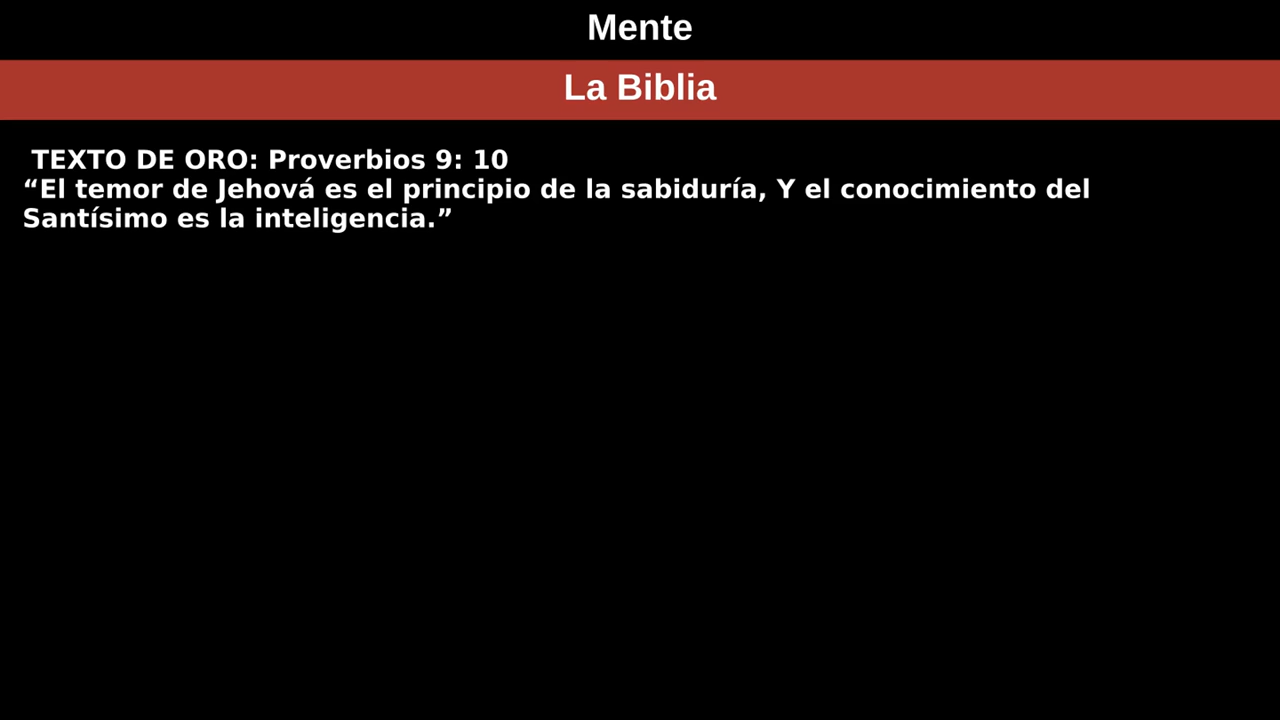 Mente
La Biblia
TEXTO DE ORO: Proverbios 9: 10
“El temor de Jehová es el principio de la sabiduría, Y el conocimiento del
Santísimo es la inteligencia.”